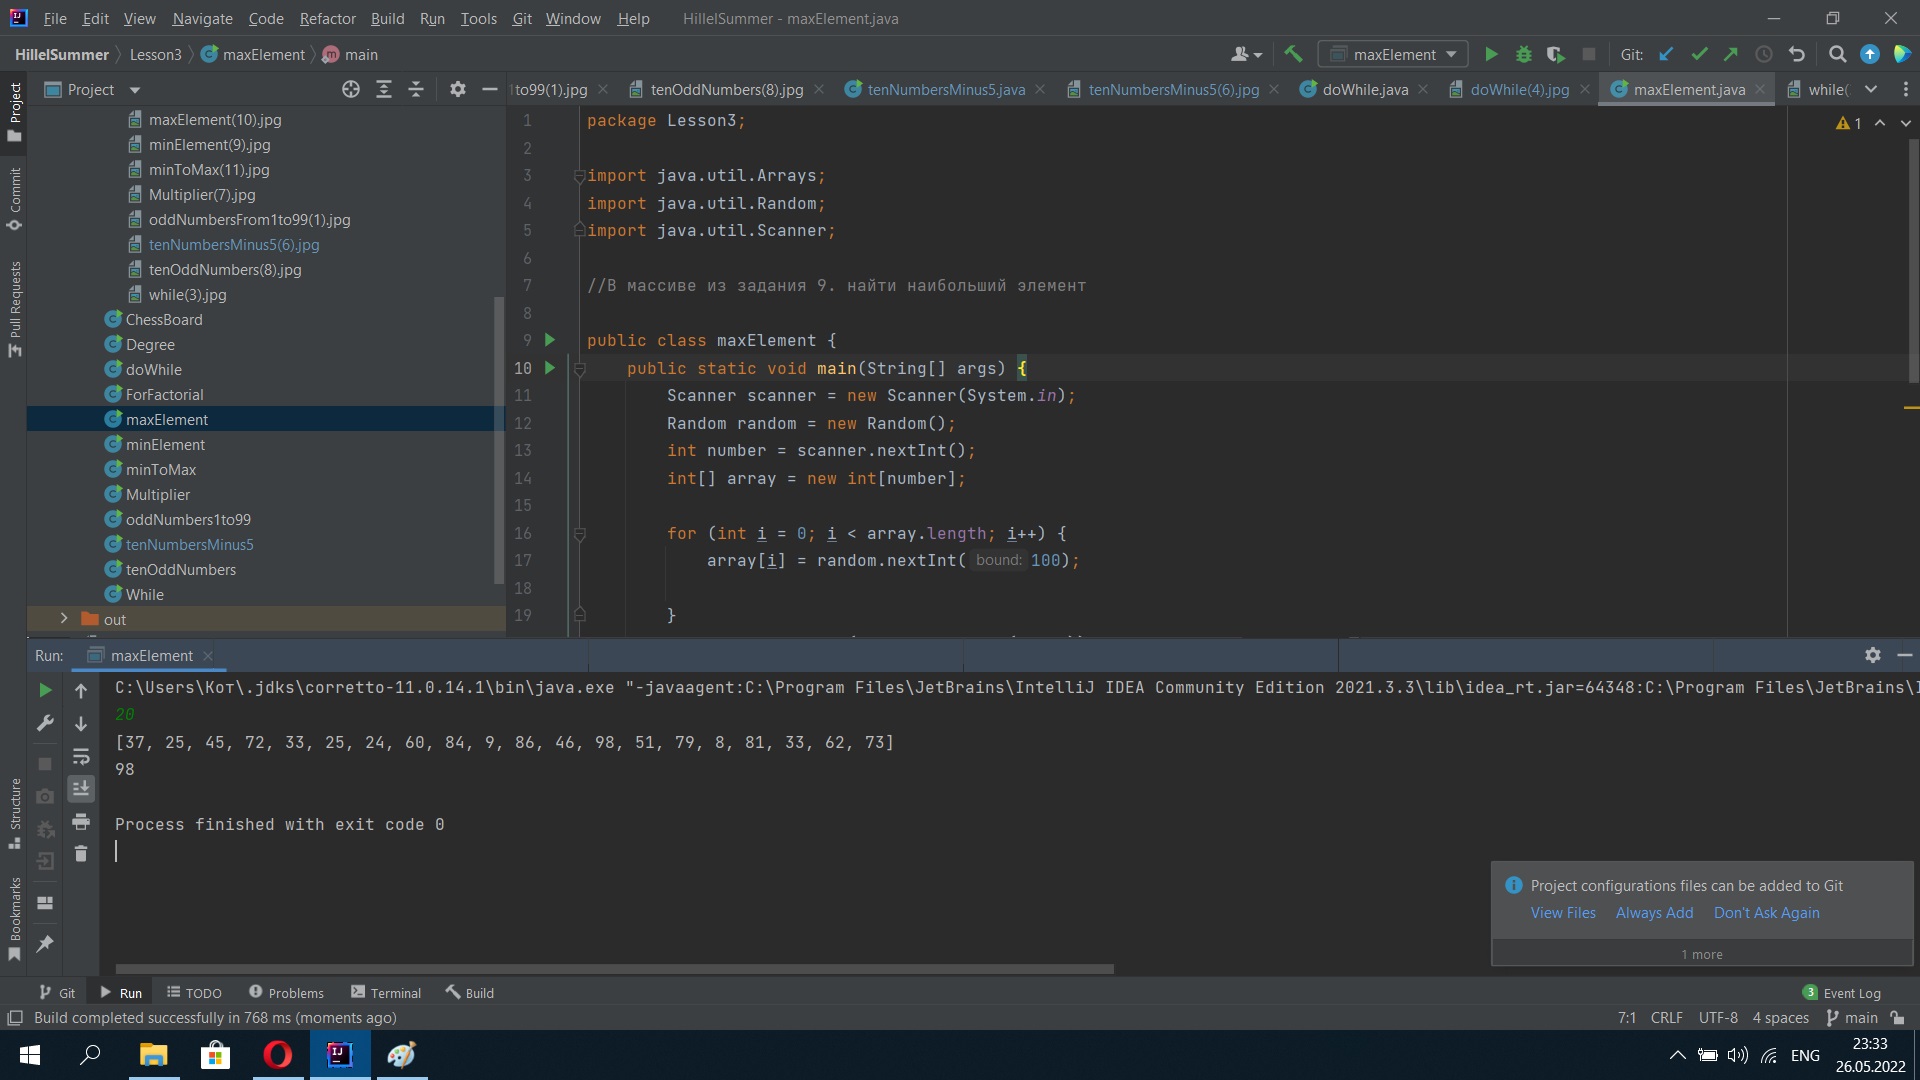 File Edit View Navigate Code Refactor Build Run Tools Git Window Help HillelSummer - maxElement.java
HillelSummer Lesson3 maxElement main
maxElement Git:
Project
1to99(1).jpg tenOddNumbers(8).jpg tenNumbersMinus5.java tenNumbersMinus5(6).jpg doWhile.java doWhile(4).jpg maxElement.java while(
Project
Commit
Pull Requests
maxElement(10).jpg
minElement(9).jpg
minToMax(11).jpg
Multiplier(7).jpg
oddNumbersFrom1to99(1).jpg
tenNumbersMinus5(6).jpg
tenOddNumbers(8).jpg
while(3).jpg
ChessBoard
Degree
doWhile
ForFactorial
maxElement
minElement
minToMax
Multiplier
oddNumbers1to99
tenNumbersMinus5
tenOddNumbers
While
out
1 package Lesson3;
2
3 import java.util.Arrays;
4 import java.util.Random;
5 import java.util.Scanner;
6
7 //В массиве из задания 9. найти наибольший элемент
8
9 public class maxElement {
10 public static void main(String[] args) {
11 Scanner scanner = new Scanner(System.in);
12 Random random = new Random();
13 int number = scanner.nextInt();
14 int[] array = new int[number];
15
16 for (int i = 0; i < array.length; i++) {
17 array[i] = random.nextInt( bound: 100);
18
19 }
1
Run: maxElement
C:\Users\Кот\.jdks\corretto-11.0.14.1\bin\java.exe "-javaagent:C:\Program Files\JetBrains\IntelliJ IDEA Community Edition 2021.3.3\lib\idea_rt.jar=64348:C:\Program Files\JetBrains\I
20
[37, 25, 45, 72, 33, 25, 24, 60, 84, 9, 86, 46, 98, 51, 79, 8, 81, 33, 62, 73]
98
Process finished with exit code 0
Structure
Bookmarks
Project configurations files can be added to Git
View Files Always Add Don't Ask Again
1 more
Git Run TODO Problems Terminal Build
3 Event Log
Build completed successfully in 768 ms (moments ago)
7:1 CRLF UTF-8 4 spaces main
ENG
23:33
26.05.2022